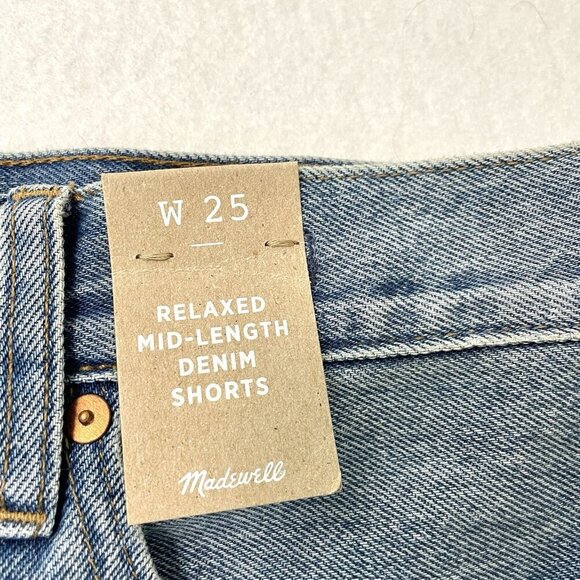 W 25
RELAXED
MID-LENGTH
DENIM
SHORTS
Madewell